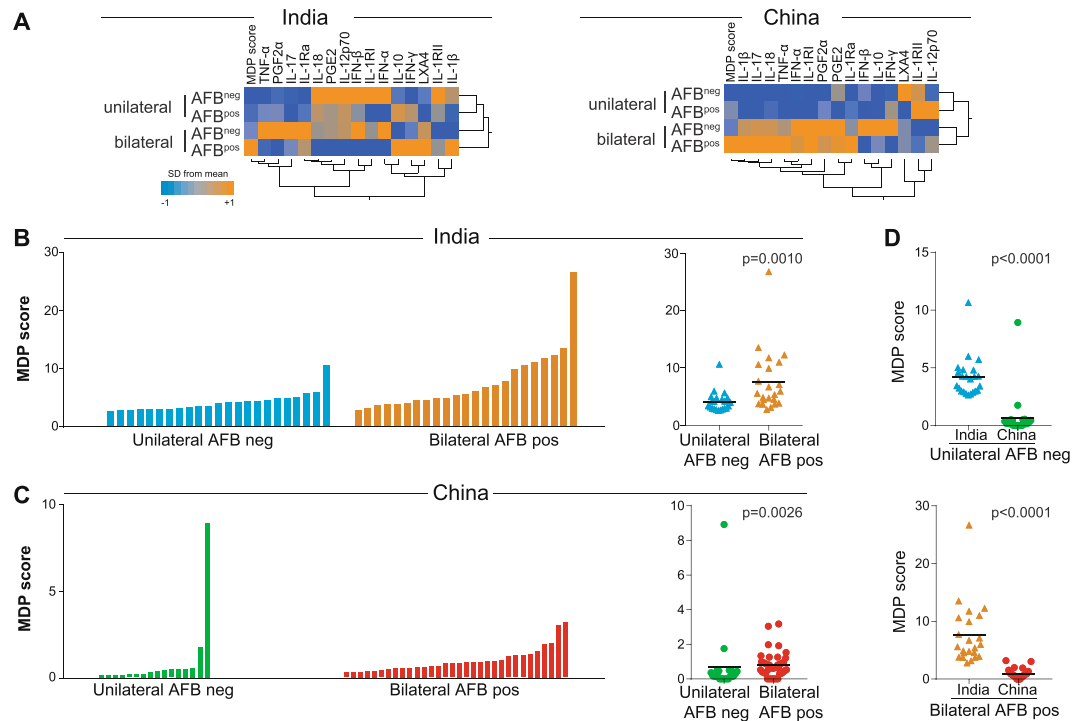 A
India
MDP score
TNF-α
PGF2α
IL-17
IL-1Ra
IL-18
PGE2
IL-12p70
IFN-β
IL-1RI
IFN-α
IL-10
IFN-γ
LXA4
IL-1RII
IL-1β
unilateral
AFBneg
AFBpos
bilateral
AFBneg
AFBpos
SD from mean
-1 +1
China
MDP score
IL-1β
IL-17
IL-18
TNF-α
IFN-α
IL-1RI
PGF2α
PGE2
IL-1Ra
IFN-β
IL-10
IFN-γ
LXA4
IL-1RII
IL-12p70
unilateral
AFBneg
AFBpos
bilateral
AFBneg
AFBpos
B
India
MDP score
30
20
10
0
Unilateral AFB neg
Bilateral AFB pos
30
20
10
0
p=0.0010
Unilateral Bilateral
AFB neg AFB pos
D
MDP score
15
10
5
0
p<0.0001
India China
Unilateral AFB neg
C
China
MDP score
10
5
0
Unilateral AFB neg
Bilateral AFB pos
10
8
6
4
2
0
p=0.0026
Unilateral Bilateral
AFB neg AFB pos
MDP score
30
20
10
0
p<0.0001
India China
Bilateral AFB pos